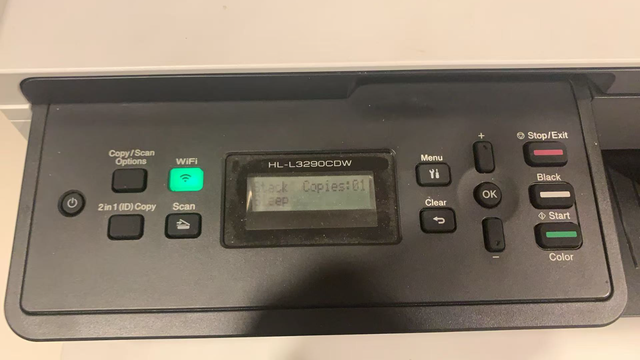 HL-L3290CDW
Copy/Scan
Options
WiFi
2 in 1 (ID) Copy
Scan
Stack Copies:01
Sleep
Menu
Clear
+
OK
-
Stop/Exit
Black
Start
Color